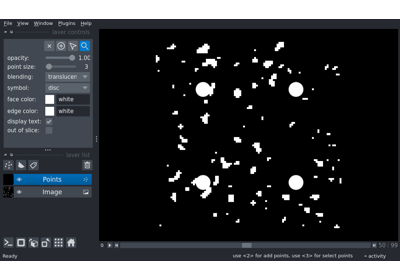 File View Window Plugins Help
layer controls
opacity: 1.00
point size: 3
blending: translucen
symbol: disc
face color: white
edge color: white
display text:
out of slice:
layer list
Points
Image
50 99
Ready use <2> for add points, use <3> for select points activity